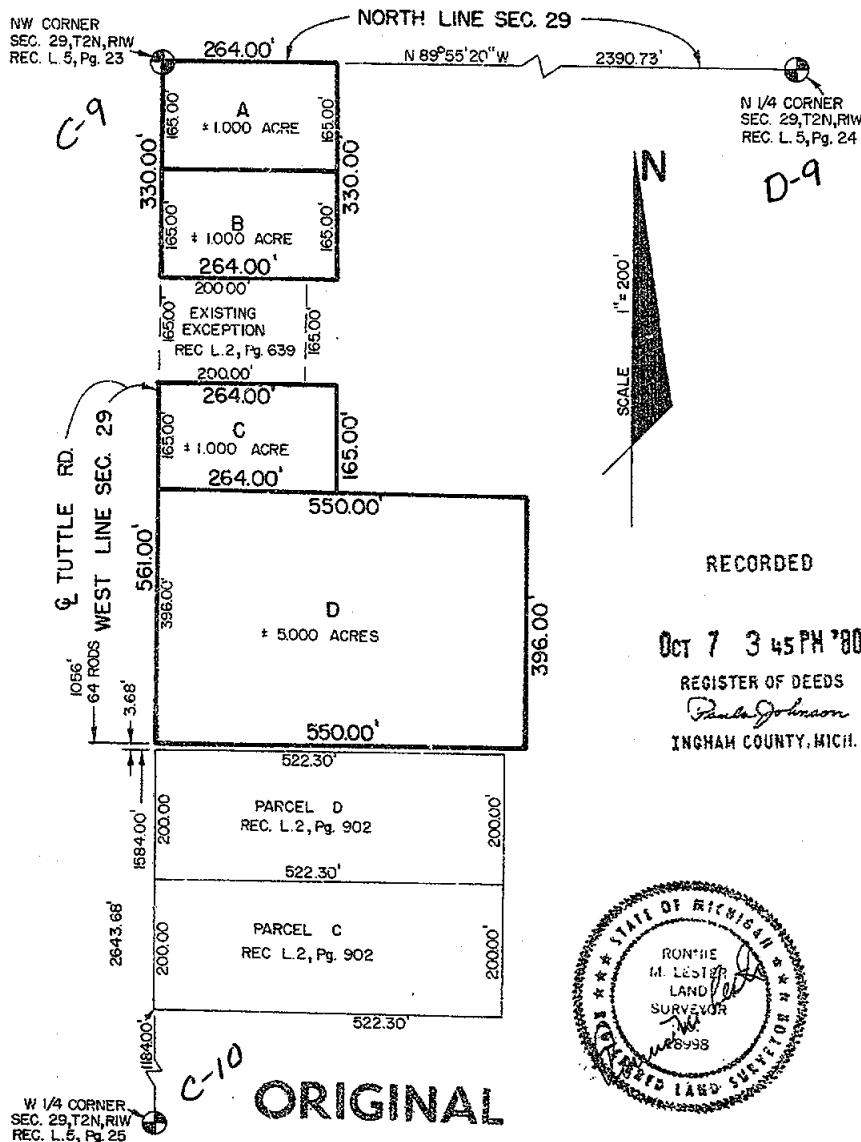 NW CORNER
SEC. 29,T2N,R1W
REC. L. 5, Pg. 23
C-9
NORTH LINE SEC. 29
264.00'
N 89°55'20" W
2390.73'
N 1/4 CORNER
SEC. 29,T2N,R1W
REC. L. 5, Pg. 24
D-9
165.00'
A
± 1.000 ACRE
165.00'
330.00'
330.00'
165.00'
B
± 1.000 ACRE
165.00'
264.00'
200.00'
165.00'
EXISTING
EXCEPTION
REC L.2, Pg. 639
165.00'
200.00'
264.00'
165.00'
C
± 1.000 ACRE
165.00'
264.00'
550.00'
N
SCALE 1"=200'
℄ TUTTLE RD.
WEST LINE SEC. 29
561.00'
396.00'
D
± 5.000 ACRES
396.00'
1056'
64 RODS
3.68'
550.00'
RECORDED
OCT 7 3 45 PM '80
REGISTER OF DEEDS
Paula Johnson
INGHAM COUNTY, MICH.
522.30'
1584.00'
200.00
PARCEL D
REC. L.2, Pg. 902
200.00'
522.30'
2643.68'
200.00
PARCEL C
REC L.2, Pg. 902
200.00'
522.30'
1184.00'
C-10
W 1/4 CORNER
SEC. 29,T2N,R1W
REC. L. 5, Pg. 25
ORIGINAL
STATE OF MICHIGAN
RONNIE
M. LESTER
LAND
SURVEYOR
LAND SURVEYOR